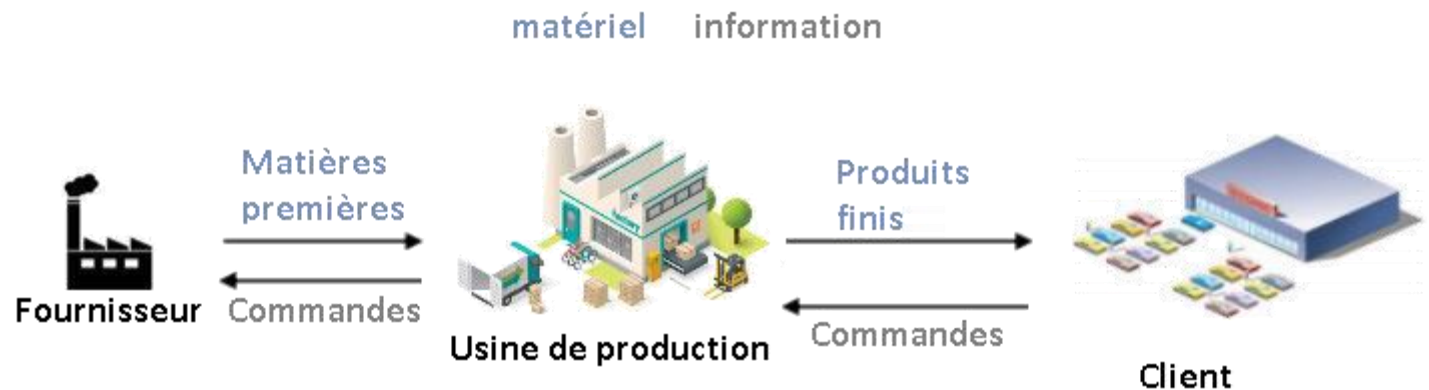 matériel information
Matières
premières
Produits
finis
Fournisseur
Commandes
Usine de production
Commandes
Client